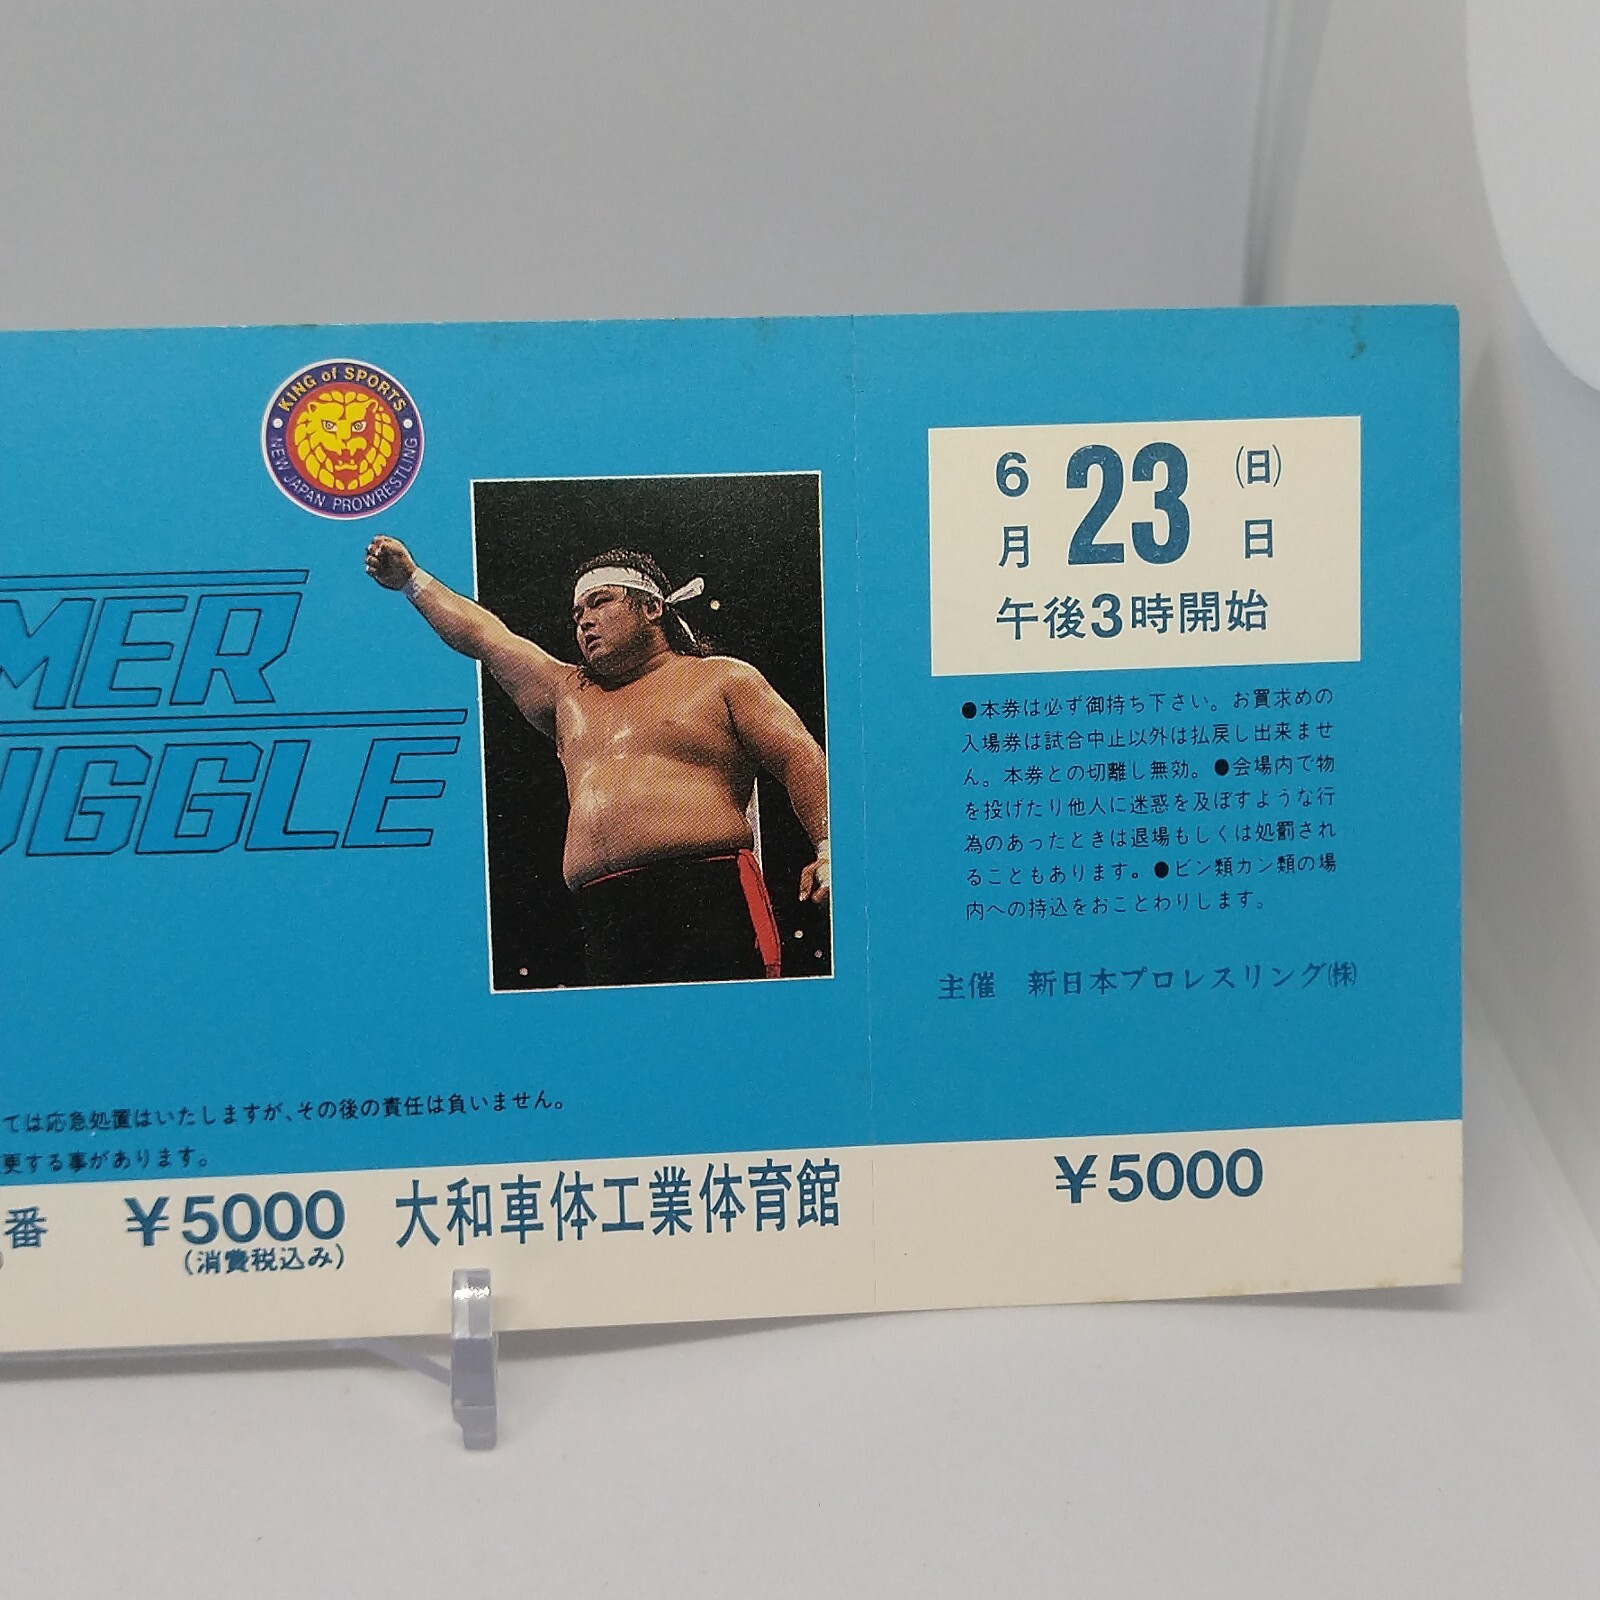 KING of SPORTS
NEW JAPAN PROWRESTLING
MER
UGGLE
ては応急処置はいたしますが、その後の責任は負いません。
更する事があります。
番 ￥5000 大和車体工業体育館
(消費税込み)
6月23日(日)
午後3時開始
●本券は必ず御持ち下さい。お買求めの
入場券は試合中止以外は払戻し出来ませ
ん。本券との切離し無効。●会場内で物
を投げたり他人に迷惑を及ぼすような行
為のあったときは退場もしくは処罰され
ることもあります。●ビン類カン類の場
内への持込をおことわりします。
主催 新日本プロレスリング㈱
￥5000